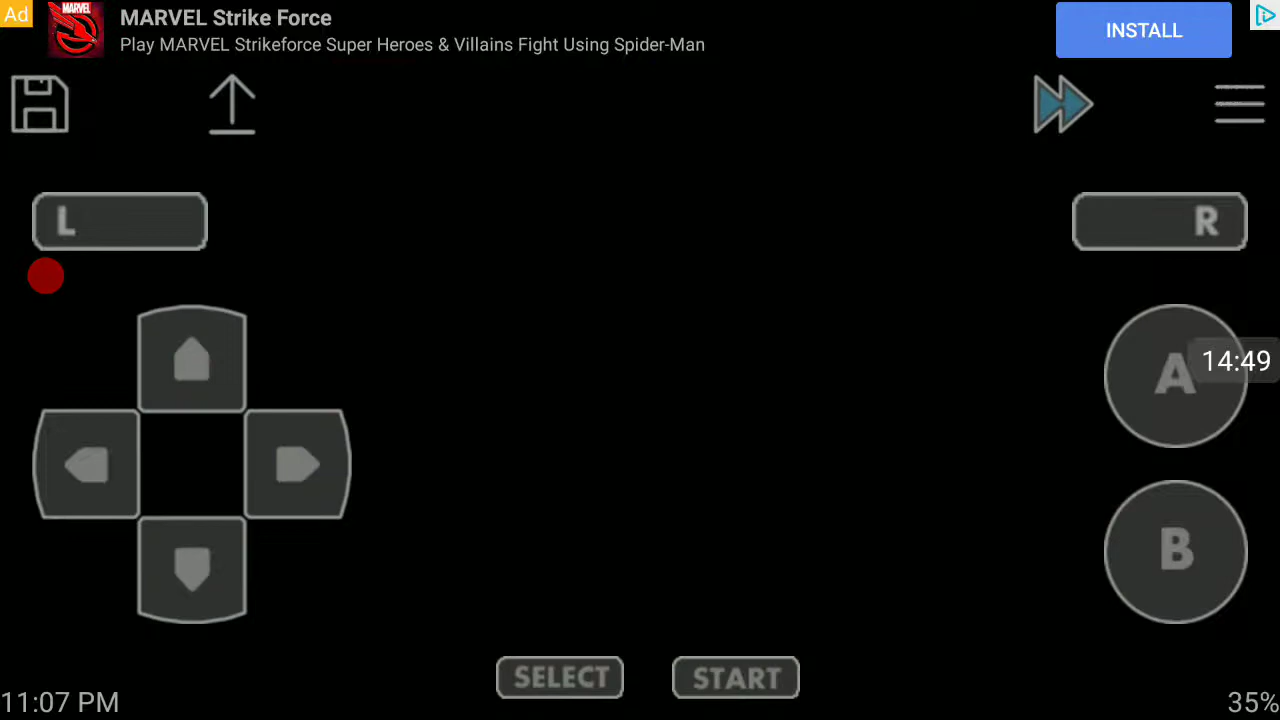 Ad
MARVEL
MARVEL Strike Force
Play MARVEL Strikeforce Super Heroes & Villains Fight Using Spider-Man
INSTALL
L
R
A
14:49
B
SELECT
START
11:07 PM
35%